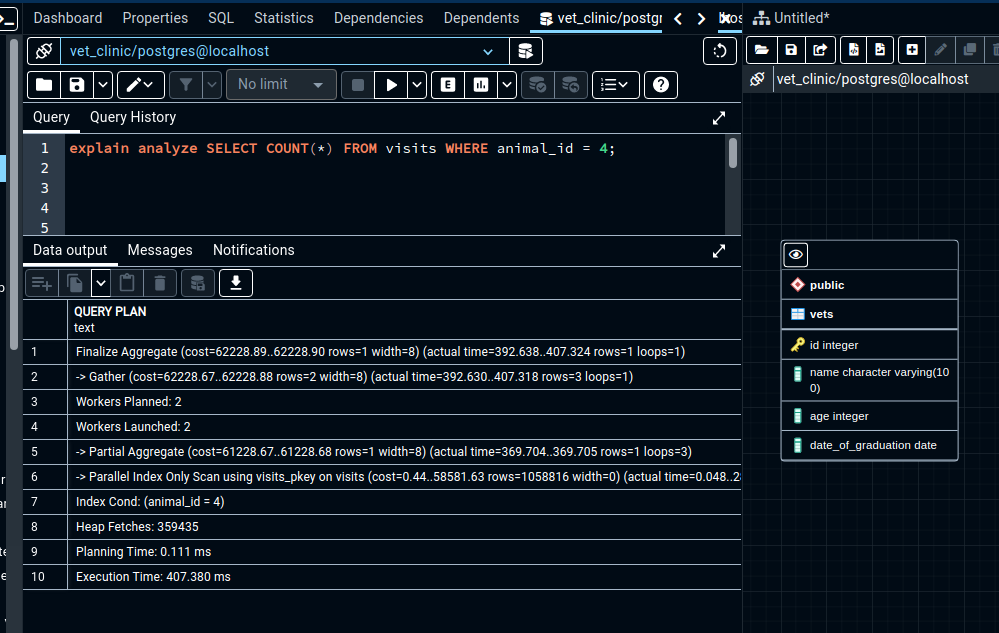 Dashboard Properties SQL Statistics Dependencies Dependents vet_clinic/postgr
Untitled*
vet_clinic/postgres@localhost
vet_clinic/postgres@localhost
No limit
E
Query Query History
1 explain analyze SELECT COUNT(*) FROM visits WHERE animal_id = 4;
2
3
4
5
Data output Messages Notifications
QUERY PLAN
text
1 Finalize Aggregate (cost=62228.89..62228.90 rows=1 width=8) (actual time=392.638..407.324 rows=1 loops=1)
2 -> Gather (cost=62228.67..62228.88 rows=2 width=8) (actual time=392.630..407.318 rows=3 loops=1)
3 Workers Planned: 2
4 Workers Launched: 2
5 -> Partial Aggregate (cost=61228.67..61228.68 rows=1 width=8) (actual time=369.704..369.705 rows=1 loops=3)
6 -> Parallel Index Only Scan using visits_pkey on visits (cost=0.44..58581.63 rows=1058816 width=0) (actual time=0.048..2
7 Index Cond: (animal_id = 4)
8 Heap Fetches: 359435
9 Planning Time: 0.111 ms
10 Execution Time: 407.380 ms
public
vets
id integer
name character varying(10
0)
age integer
date_of_graduation date